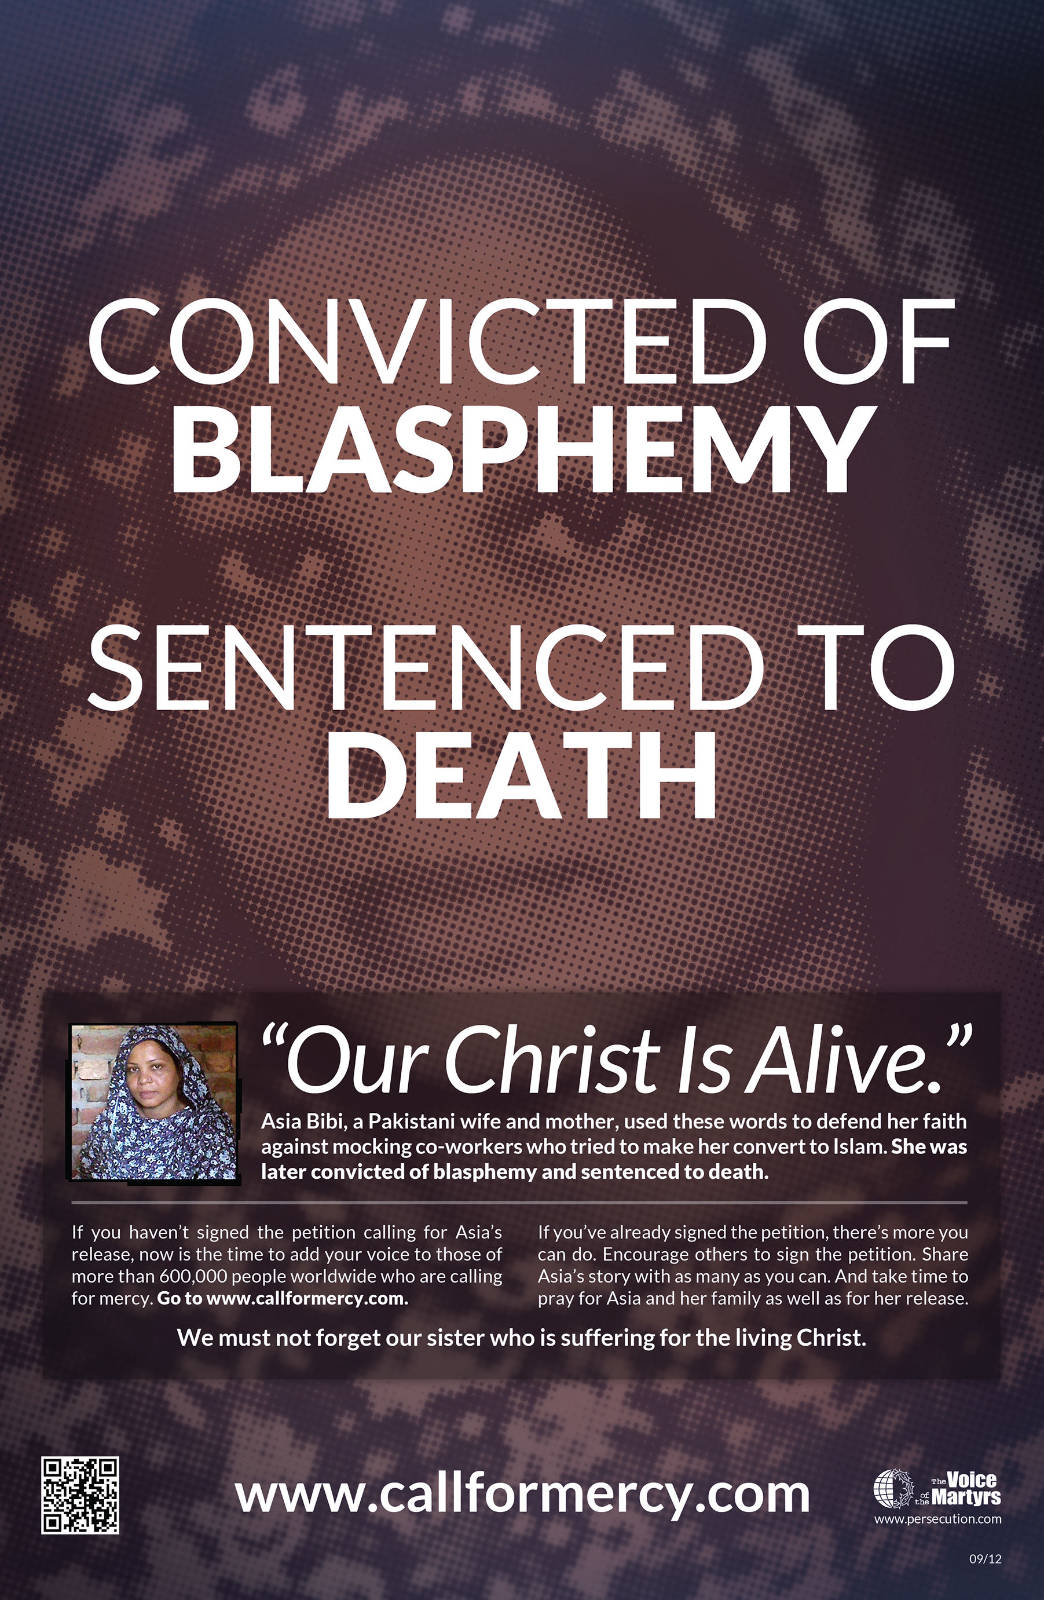 CONVICTED OF
BLASPHEMY
SENTENCED TO
DEATH
“Our Christ Is Alive.”
Asia Bibi, a Pakistani wife and mother, used these words to defend her faith
against mocking co-workers who tried to make her convert to Islam. She was
later convicted of blasphemy and sentenced to death.
If you haven’t signed the petition calling for Asia’s
release, now is the time to add your voice to those of
more than 600,000 people worldwide who are calling
for mercy. Go to www.callformercy.com.
If you’ve already signed the petition, there’s more you
can do. Encourage others to sign the petition. Share
Asia’s story with as many as you can. And take time to
pray for Asia and her family as well as for her release.
We must not forget our sister who is suffering for the living Christ.
www.callformercy.com
The Voice
of the Martyrs
www.persecution.com
09/12